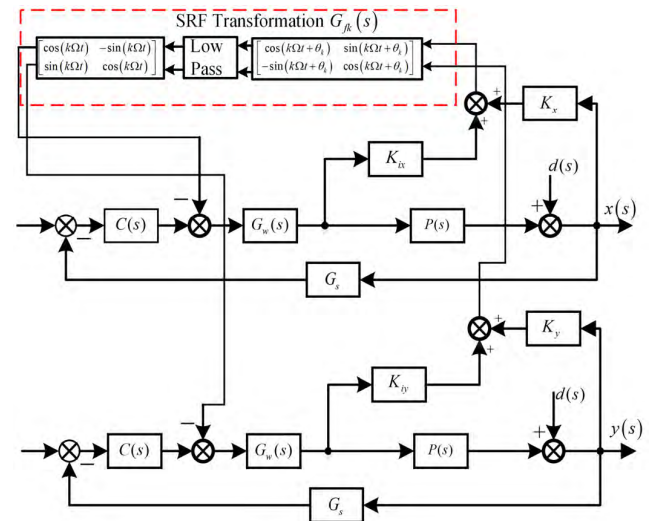 SRF Transformation G_fk(s)
[cos(kΩt) −sin(kΩt)] Low [cos(kΩt+θ_k) sin(kΩt+θ_k)]
[sin(kΩt) cos(kΩt)] Pass [−sin(kΩt+θ_k) cos(kΩt+θ_k)]
+ K_x
+
K_ix d(s)
− +
C(s) G_w(s) P(s) x(s)
−
G_s
+ K_y
+
K_iy d(s)
− +
C(s) G_w(s) P(s) y(s)
−
G_s